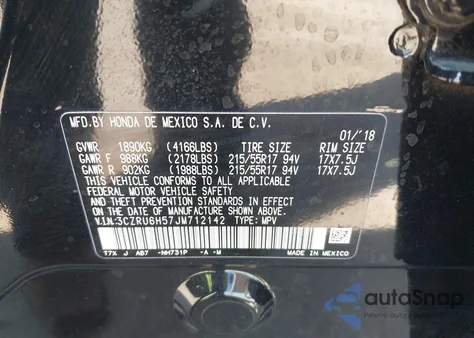 MFD. BY HONDA DE MEXICO S.A. DE C.V.
01/'18
GVWR 1890KG (4166LBS) TIRE SIZE RIM SIZE
GAWR F 988KG (2178LBS) 215/55R17 94V 17X7.5J
GAWR R 902KG (1988LBS) 215/55R17 94V 17X7.5J
THIS VEHICLE CONFORMS TO ALL APPLICABLE
FEDERAL MOTOR VEHICLE SAFETY, BUMPER,
AND THEFT PREVENTION STANDARDS IN EFFECT
ON THE DATE OF MANUFACTURE SHOWN ABOVE.
V.I.N:3CZRU6H57JM712142 TYPE: MPV
17X J AB7 -NH731P -A -M
MADE IN MEXICO
autoSnap